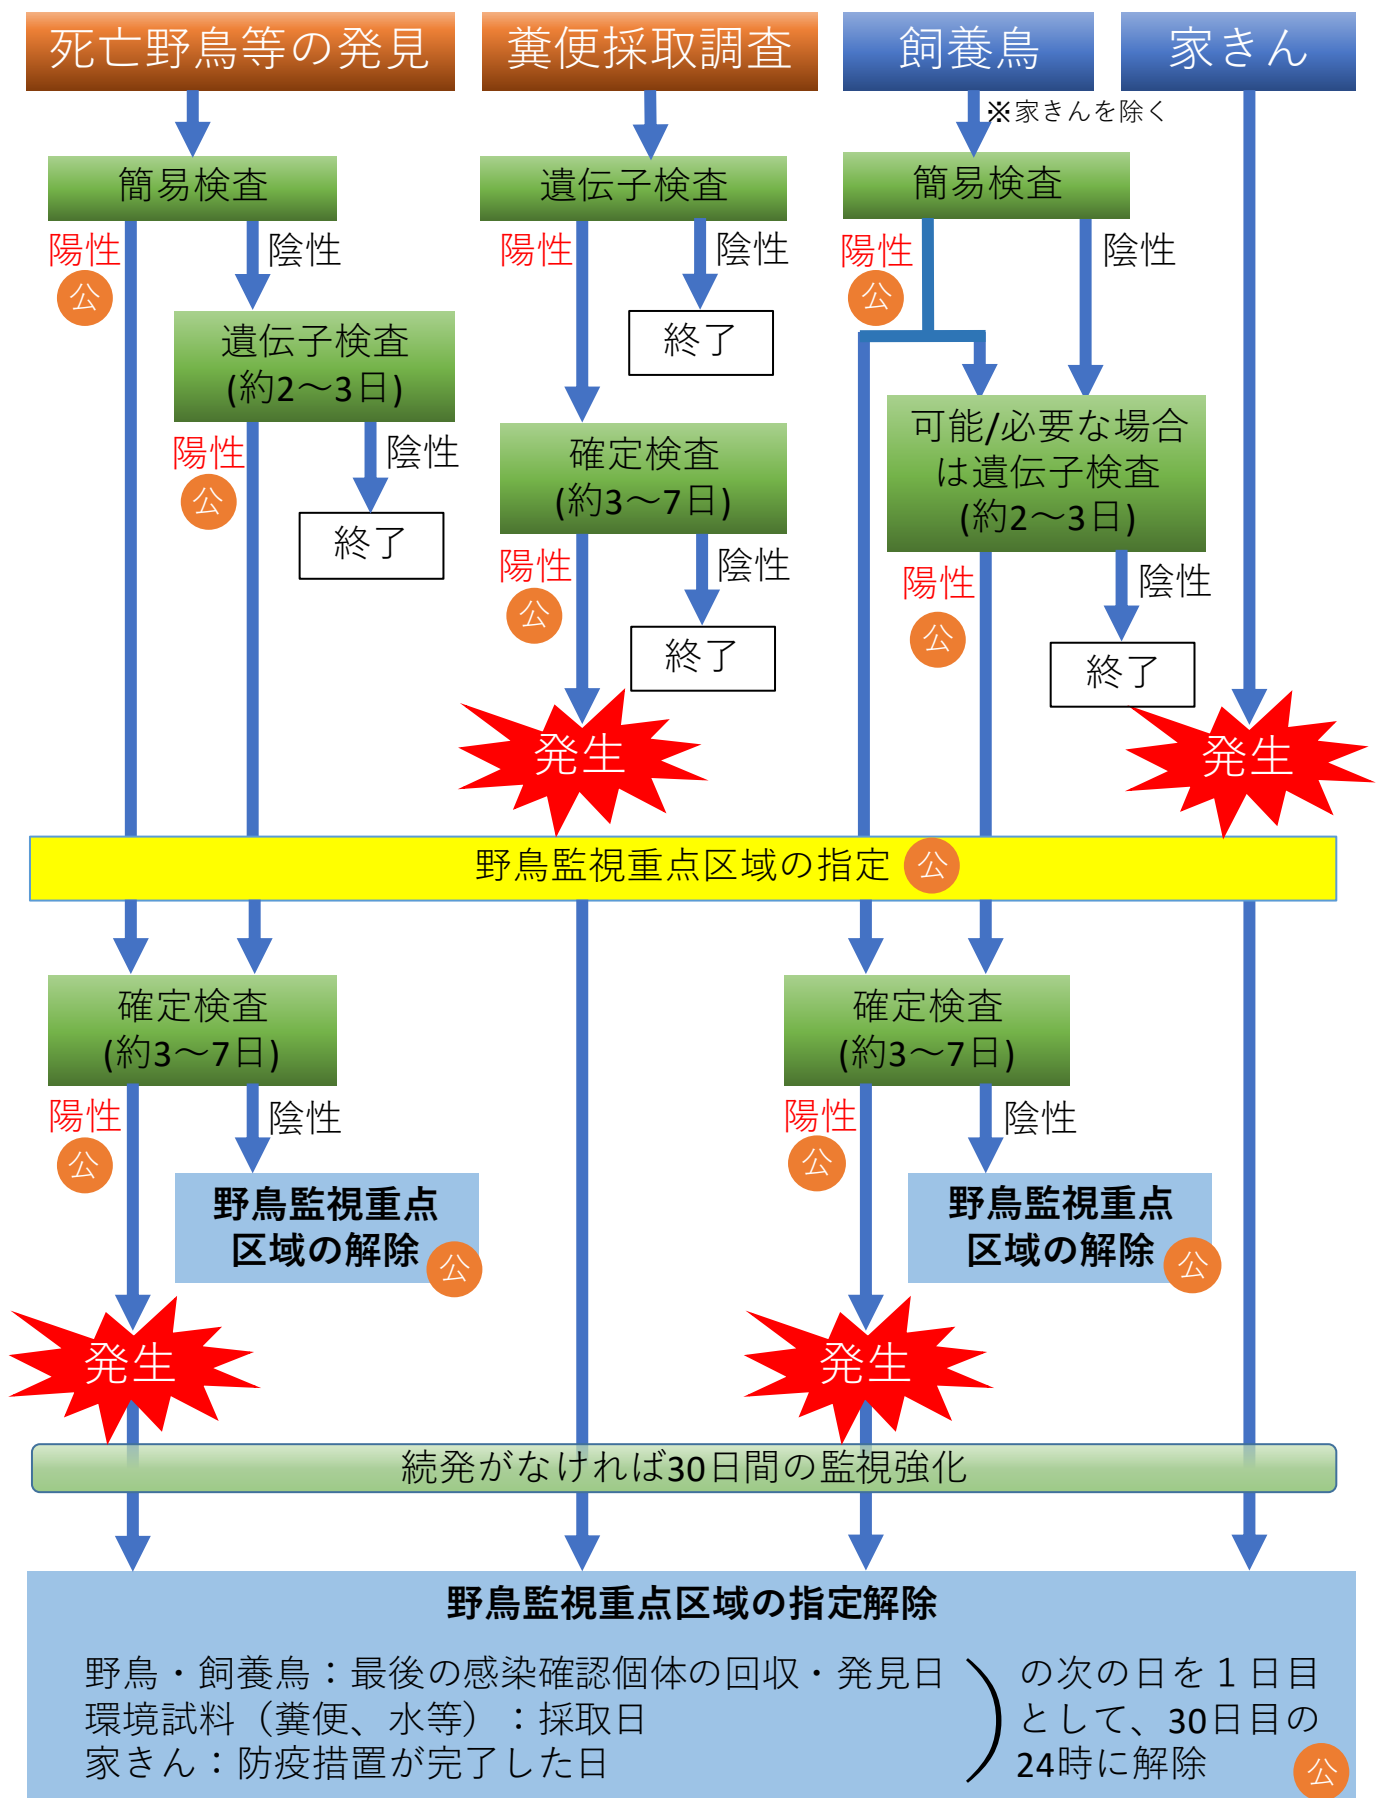 死亡野鳥等の発見
糞便採取調査
飼養鳥
家きん
※家きんを除く
簡易検査
遺伝子検査
簡易検査
陽性
公
陰性
陽性
陰性
陽性
公
陰性
終了
遺伝子検査
(約2～3日)
陽性
公
陰性
終了
確定検査
(約3～7日)
陽性
公
陰性
終了
可能/必要な場合
は遺伝子検査
(約2～3日)
陽性
公
陰性
終了
発生
発生
野鳥監視重点区域の指定
公
確定検査
(約3～7日)
陽性
公
陰性
野鳥監視重点
区域の解除
公
確定検査
(約3～7日)
陽性
公
陰性
野鳥監視重点
区域の解除
公
発生
発生
続発がなければ30日間の監視強化
野鳥監視重点区域の指定解除
野鳥・飼養鳥：最後の感染確認個体の回収・発見日
環境試料（糞便、水等）：採取日
家きん：防疫措置が完了した日
の次の日を１日目
として、30日目の
24時に解除
公